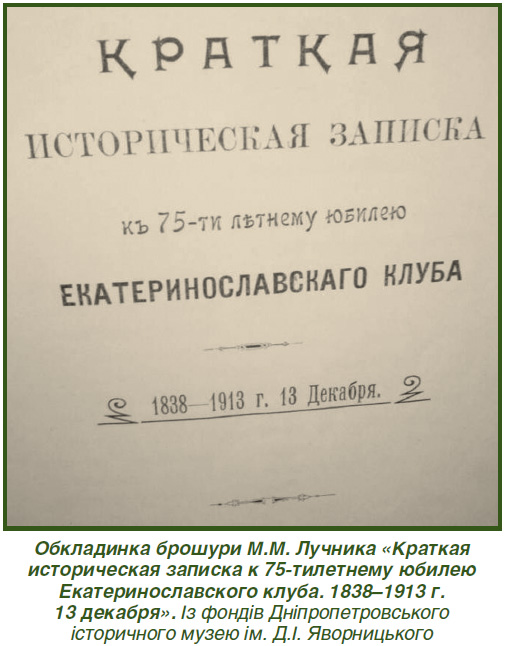 КРАТКАЯ
ИСТОРИЧЕСКАЯ ЗАПИСКА
къ 75-ти лѣтнему юбилею
ЕКАТЕРИНОСЛАВСКАГО КЛУБА
1838—1913 г. 13 Декабря.
Обкладинка брошури М.М. Лучника «Краткая
историческая записка к 75-тилетнему юбилею
Екатеринославского клуба. 1838–1913 г.
13 декабря». Із фондів Дніпропетровського
історичного музею ім. Д.І. Яворницького